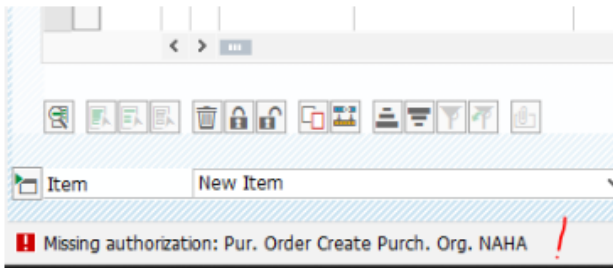 Item New Item
Missing authorization: Pur. Order Create Purch. Org. NAHA !